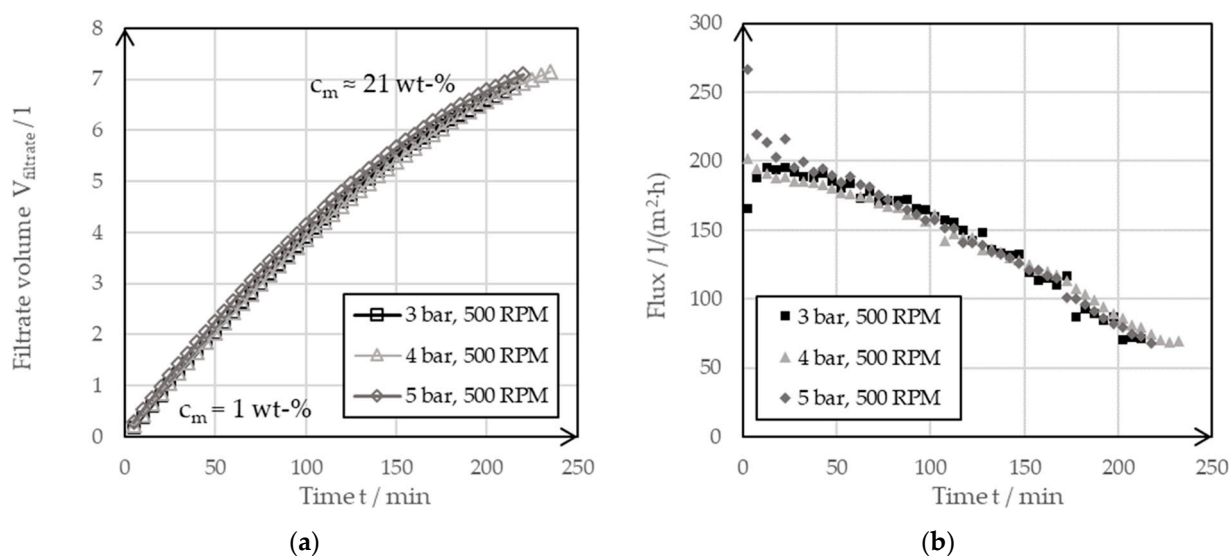 8
7
6
5
4
3
2
1
0
Filtrate volume V_filtrate / l
c_m ≈ 21 wt-%
c_m = 1 wt-%
3 bar, 500 RPM
4 bar, 500 RPM
5 bar, 500 RPM
0 50 100 150 200 250
Time t / min
(a)
300
250
200
150
100
50
0
Flux / l/(m²·h)
3 bar, 500 RPM
4 bar, 500 RPM
5 bar, 500 RPM
0 50 100 150 200 250
Time t / min
(b)